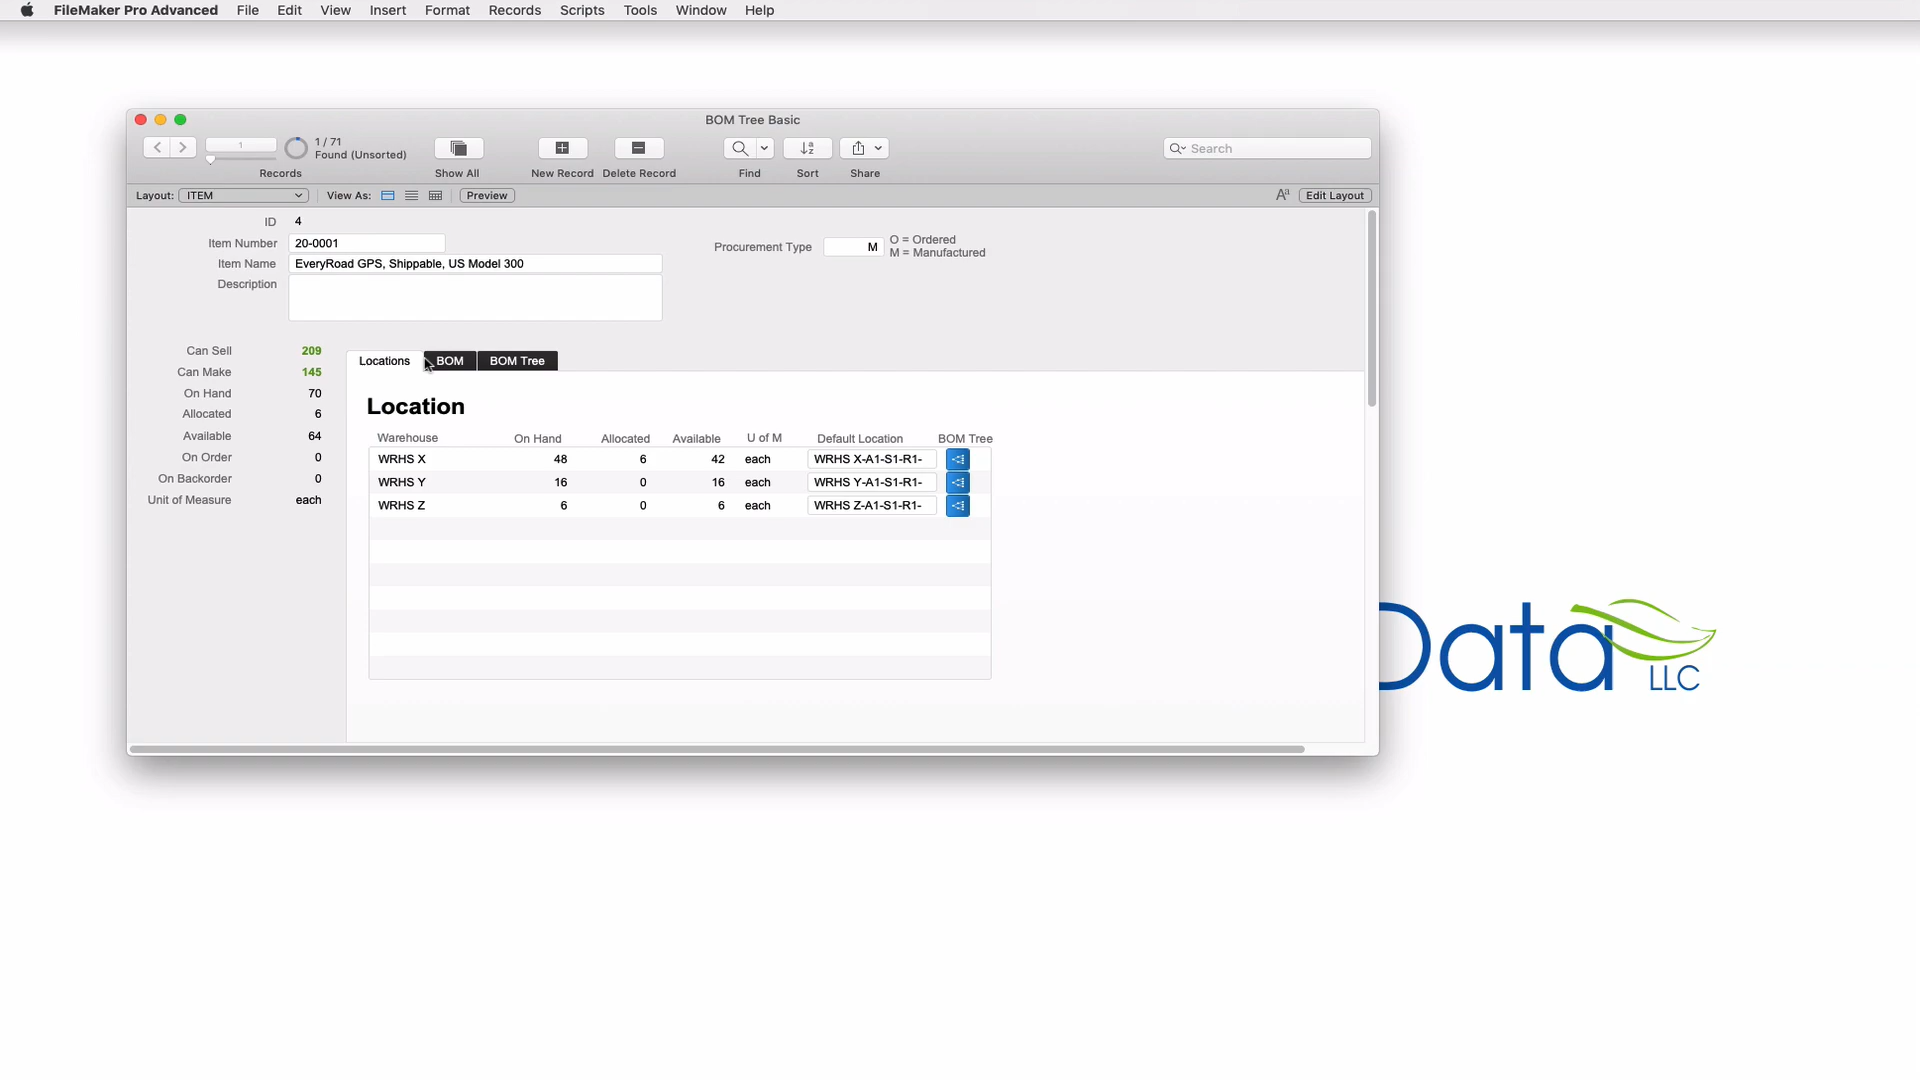 FileMaker Pro Advanced File Edit View Insert Format Records Scripts Tools Window Help
BOM Tree Basic
1
1 / 71
Found (Unsorted)
Records
Show All
New Record
Delete Record
Find
Sort
Share
Search
Layout: ITEM View As: Preview Aa Edit Layout
ID 4
Item Number 20-0001
Item Name EveryRoad GPS, Shippable, US Model 300
Description
Procurement Type M
O = Ordered
M = Manufactured
Can Sell 209
Can Make 145
On Hand 70
Allocated 6
Available 64
On Order 0
On Backorder 0
Unit of Measure each
Locations BOM BOM Tree
Location
Warehouse On Hand Allocated Available U of M Default Location BOM Tree
WRHS X 48 6 42 each WRHS X-A1-S1-R1-
WRHS Y 16 0 16 each WRHS Y-A1-S1-R1-
WRHS Z 6 0 6 each WRHS Z-A1-S1-R1-
Data
LLC